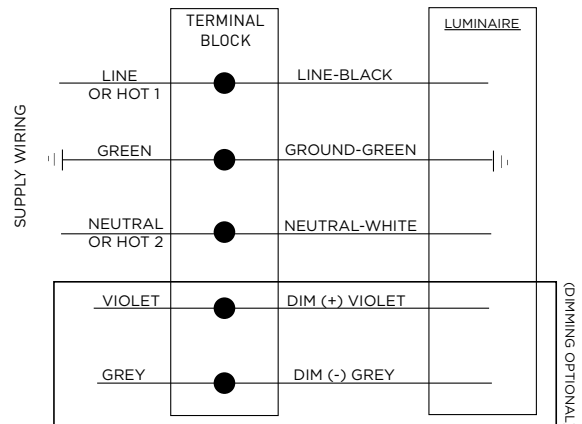 TERMINAL
BLOCK
LUMINAIRE
SUPPLY WIRING
LINE
OR HOT 1
LINE-BLACK
GREEN
GROUND-GREEN
NEUTRAL
OR HOT 2
NEUTRAL-WHITE
VIOLET
DIM (+) VIOLET
GREY
DIM (-) GREY
(DIMMING OPTIONAL)